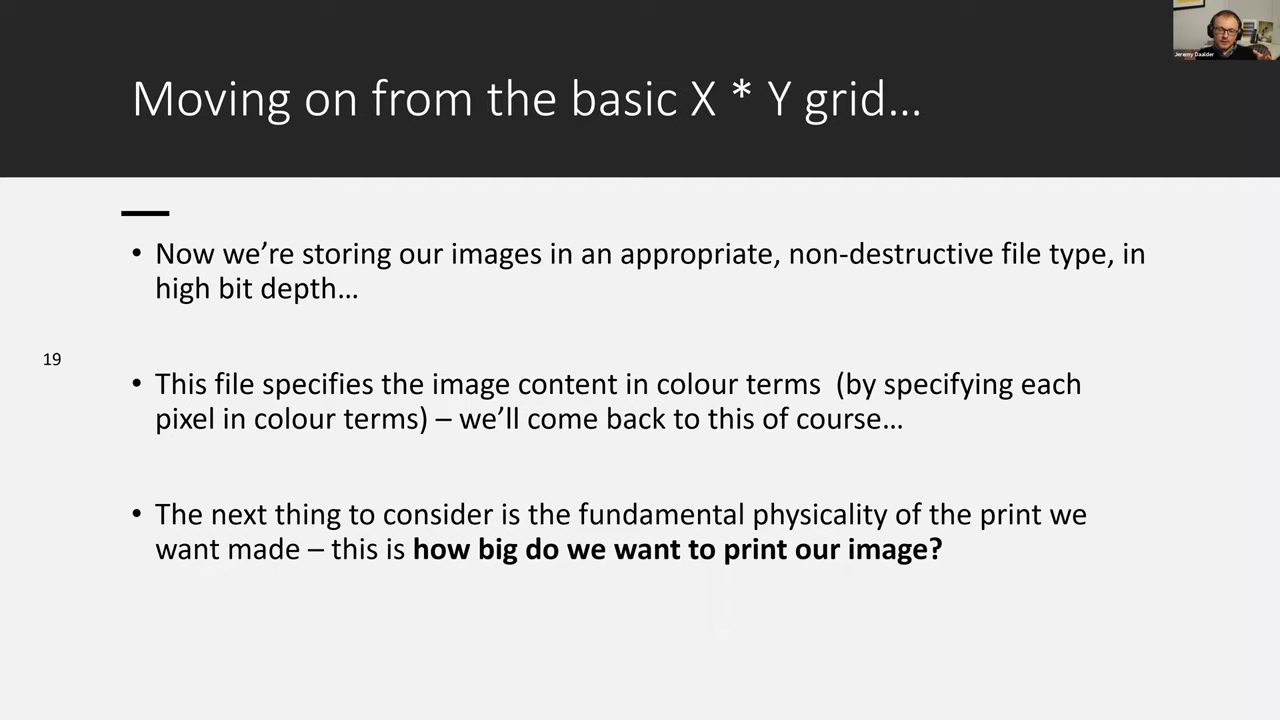 Jeremy Daalder
Moving on from the basic X * Y grid...
• Now we're storing our images in an appropriate, non-destructive file type, in
high bit depth...
19
• This file specifies the image content in colour terms (by specifying each
pixel in colour terms) – we'll come back to this of course...
• The next thing to consider is the fundamental physicality of the print we
want made – this is how big do we want to print our image?